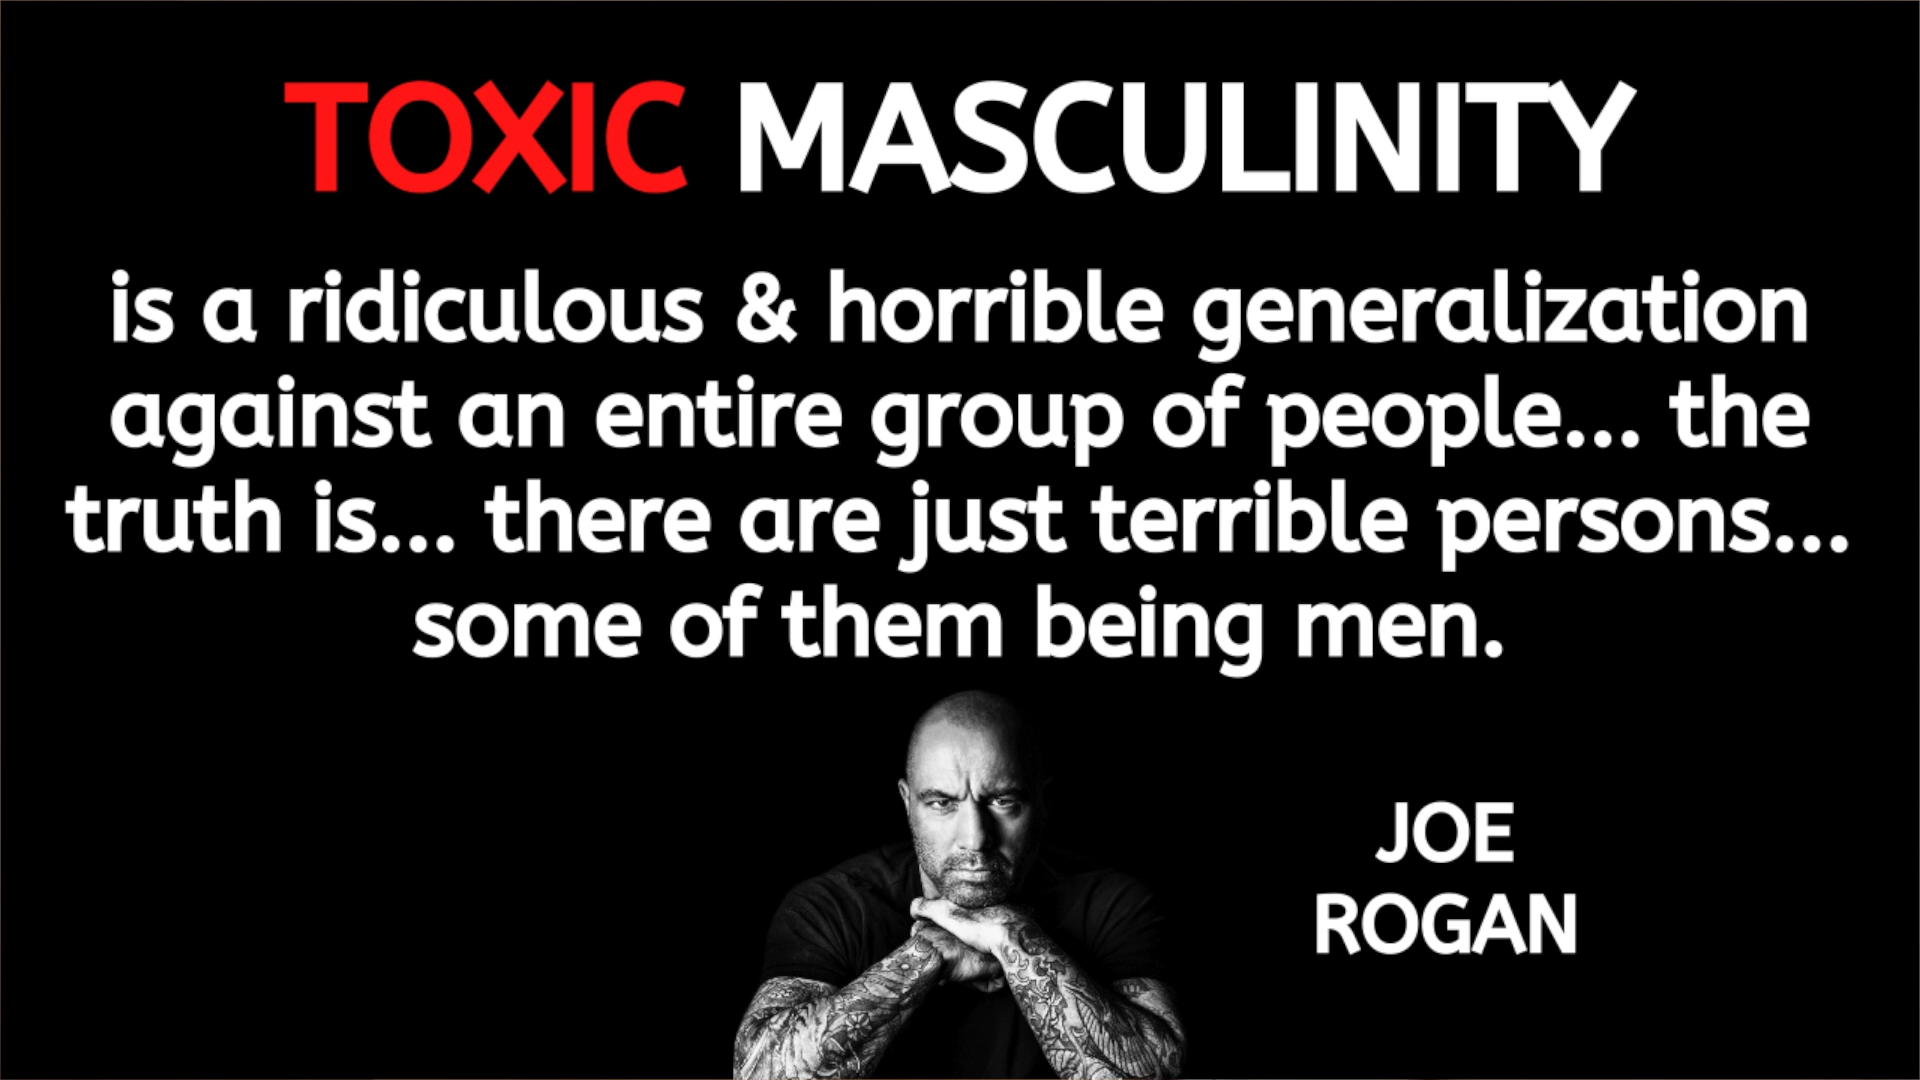 TOXIC MASCULINITY
is a ridiculous & horrible generalization
against an entire group of people... the
truth is... there are just terrible persons...
some of them being men.
JOE
ROGAN